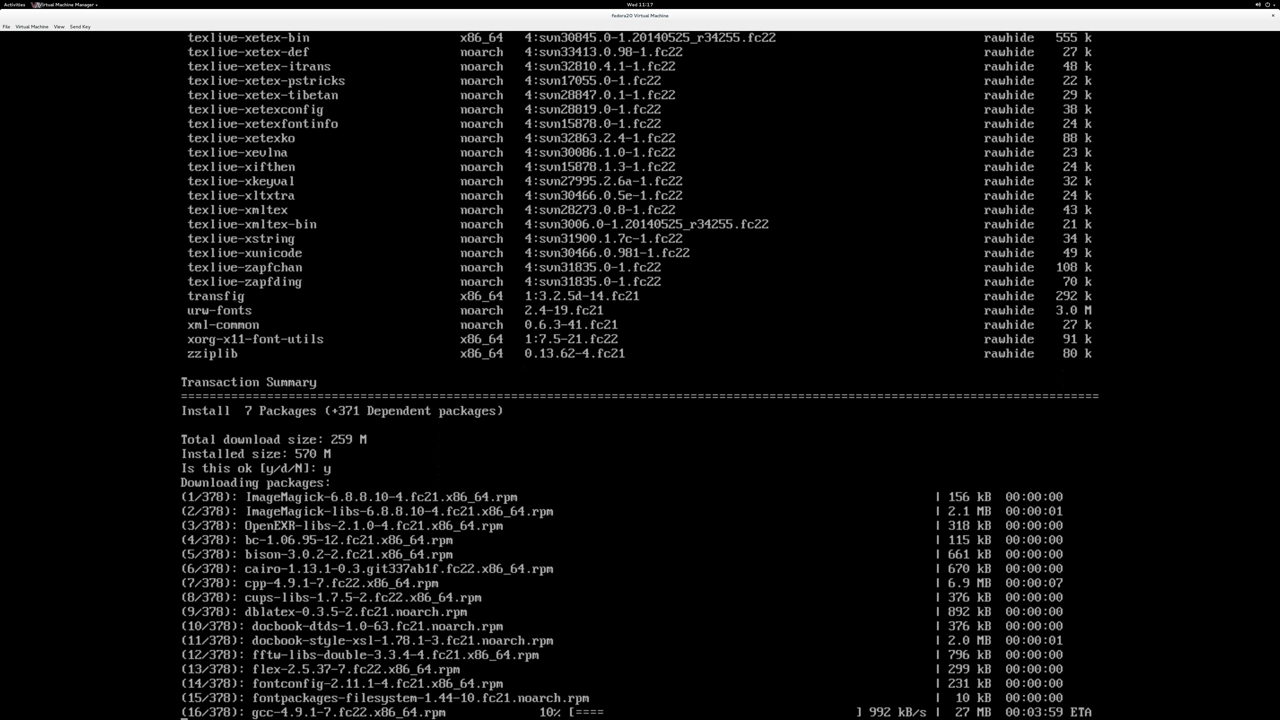 Activities Virtual Machine Manager Wed 11:17
Fedora20 Virtual Machine
File Virtual Machine View Send Key
texlive-xetex-bin x86_64 4:svn30845.0-1.20140525_r34255.fc22 rawhide 555 k
texlive-xetex-def noarch 4:svn33413.0.98-1.fc22 rawhide 27 k
texlive-xetex-itrans noarch 4:svn32810.4.1-1.fc22 rawhide 48 k
texlive-xetex-pstricks noarch 4:svn17055.0-1.fc22 rawhide 22 k
texlive-xetex-tibetan noarch 4:svn28847.0.1-1.fc22 rawhide 29 k
texlive-xetexconfig noarch 4:svn28819.0-1.fc22 rawhide 38 k
texlive-xetexfontinfo noarch 4:svn15878.0-1.fc22 rawhide 24 k
texlive-xetexko noarch 4:svn32863.2.4-1.fc22 rawhide 88 k
texlive-xevlna noarch 4:svn30086.1.0-1.fc22 rawhide 23 k
texlive-xifthen noarch 4:svn15878.1.3-1.fc22 rawhide 24 k
texlive-xkeyval noarch 4:svn27995.2.6a-1.fc22 rawhide 32 k
texlive-xltxtra noarch 4:svn30466.0.5e-1.fc22 rawhide 24 k
texlive-xmltex noarch 4:svn28273.0.8-1.fc22 rawhide 43 k
texlive-xmltex-bin noarch 4:svn3006.0-1.20140525_r34255.fc22 rawhide 21 k
texlive-xstring noarch 4:svn31900.1.7c-1.fc22 rawhide 34 k
texlive-xunicode noarch 4:svn30466.0.981-1.fc22 rawhide 49 k
texlive-zapfchan noarch 4:svn31835.0-1.fc22 rawhide 108 k
texlive-zapfding noarch 4:svn31835.0-1.fc22 rawhide 70 k
transfig x86_64 1:3.2.5d-14.fc21 rawhide 292 k
urw-fonts noarch 2.4-19.fc21 rawhide 3.0 M
xml-common noarch 0.6.3-41.fc21 rawhide 27 k
xorg-x11-font-utils x86_64 1:7.5-21.fc22 rawhide 91 k
zziplib x86_64 0.13.62-4.fc21 rawhide 80 k
Transaction Summary
================================================================================
Install 7 Packages (+371 Dependent packages)
Total download size: 259 M
Installed size: 570 M
Is this ok [y/d/N]: y
Downloading packages:
(1/378): ImageMagick-6.8.8.10-4.fc21.x86_64.rpm | 156 kB 00:00:00
(2/378): ImageMagick-libs-6.8.8.10-4.fc21.x86_64.rpm | 2.1 MB 00:00:01
(3/378): OpenEXR-libs-2.1.0-4.fc21.x86_64.rpm | 318 kB 00:00:00
(4/378): bc-1.06.95-12.fc21.x86_64.rpm | 115 kB 00:00:00
(5/378): bison-3.0.2-2.fc21.x86_64.rpm | 661 kB 00:00:00
(6/378): cairo-1.13.1-0.3.git337ab1f.fc22.x86_64.rpm | 670 kB 00:00:00
(7/378): cpp-4.9.1-7.fc22.x86_64.rpm | 6.9 MB 00:00:07
(8/378): cups-libs-1.7.5-2.fc22.x86_64.rpm | 376 kB 00:00:00
(9/378): dblatex-0.3.5-2.fc21.noarch.rpm | 892 kB 00:00:00
(10/378): docbook-dtds-1.0-63.fc21.noarch.rpm | 376 kB 00:00:00
(11/378): docbook-style-xsl-1.78.1-3.fc21.noarch.rpm | 2.0 MB 00:00:01
(12/378): fftw-libs-double-3.3.4-4.fc21.x86_64.rpm | 796 kB 00:00:00
(13/378): flex-2.5.37-7.fc22.x86_64.rpm | 299 kB 00:00:00
(14/378): fontconfig-2.11.1-4.fc21.x86_64.rpm | 231 kB 00:00:00
(15/378): fontpackages-filesystem-1.44-10.fc21.noarch.rpm | 10 kB 00:00:00
(16/378): gcc-4.9.1-7.fc22.x86_64.rpm 10% [==== ] 992 kB/s | 27 MB 00:03:59 ETA